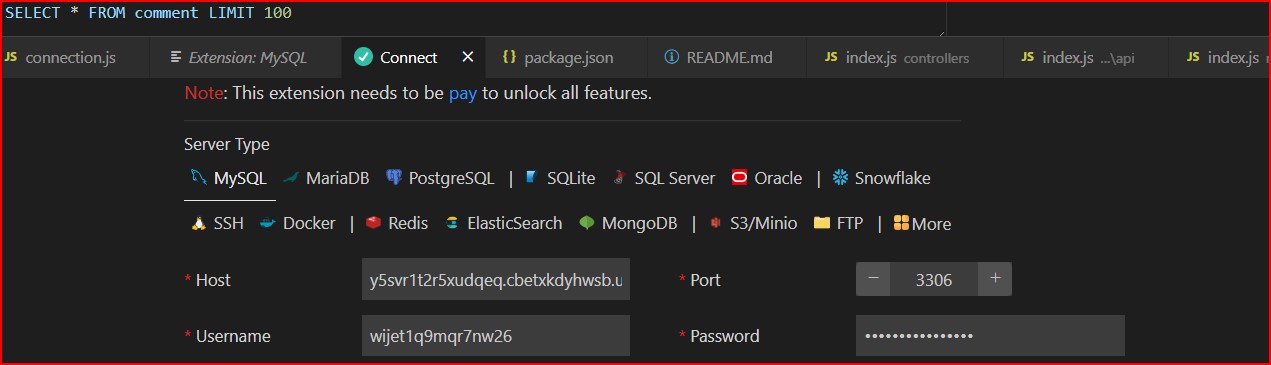 SELECT * FROM comment LIMIT 100
JS connection.js Extension: MySQL Connect × {} package.json README.md JS index.js controllers JS index.js ...\api JS index.js
Note: This extension needs to be pay to unlock all features.
Server Type
MySQL MariaDB PostgreSQL | SQLite SQL Server Oracle | Snowflake
SSH Docker | Redis ElasticSearch MongoDB | S3/Minio FTP | More
* Host y5svr1t2r5xudqeq.cbetxkdyhwsb.u * Port − 3306 +
* Username wijet1q9mqr7nw26 * Password ••••••••••••••••